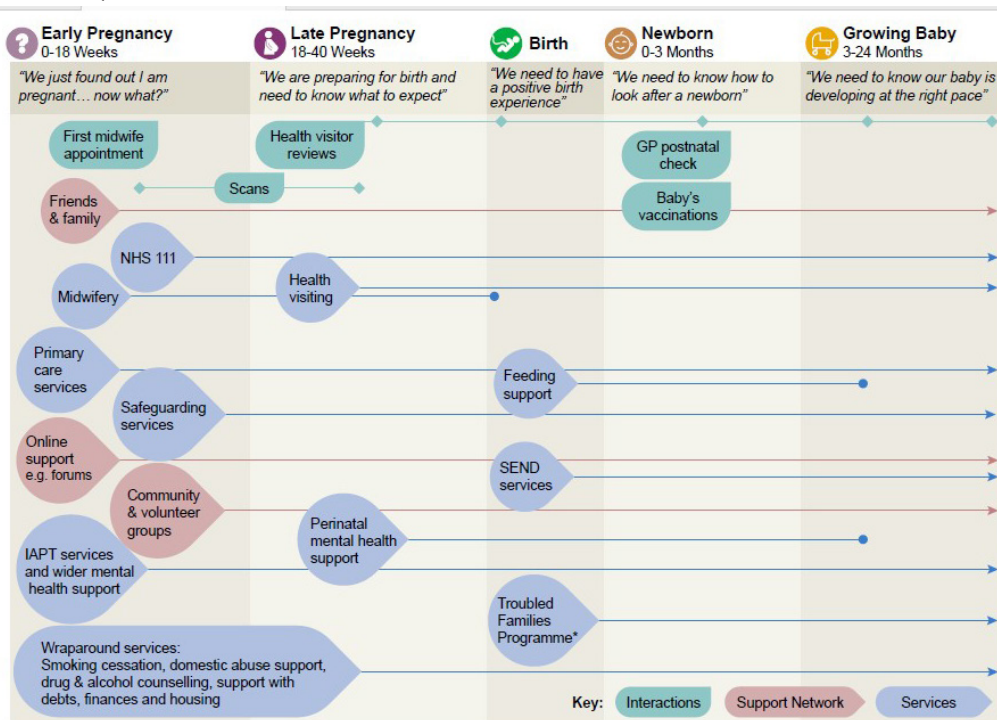 ?
Early Pregnancy
0-18 Weeks
Late Pregnancy
18-40 Weeks
Birth
Newborn
0-3 Months
Growing Baby
3-24 Months
“We just found out I am
pregnant… now what?”
“We are preparing for birth and
need to know what to expect”
“We need to have
a positive birth
experience”
“We need to know how to
look after a newborn”
“We need to know our baby is
developing at the right pace”
First midwife
appointment
Health visitor
reviews
GP postnatal
check
Scans
Baby’s
vaccinations
Friends
& family
NHS 111
Midwifery
Health
visiting
Primary
care
services
Feeding
support
Safeguarding
services
Online
support
e.g. forums
SEND
services
Community
& volunteer
groups
Perinatal
mental health
support
IAPT services
and wider mental
health support
Troubled
Families
Programme*
Wraparound services:
Smoking cessation, domestic abuse support,
drug & alcohol counselling, support with
debts, finances and housing
Key:
Interactions
Support Network
Services